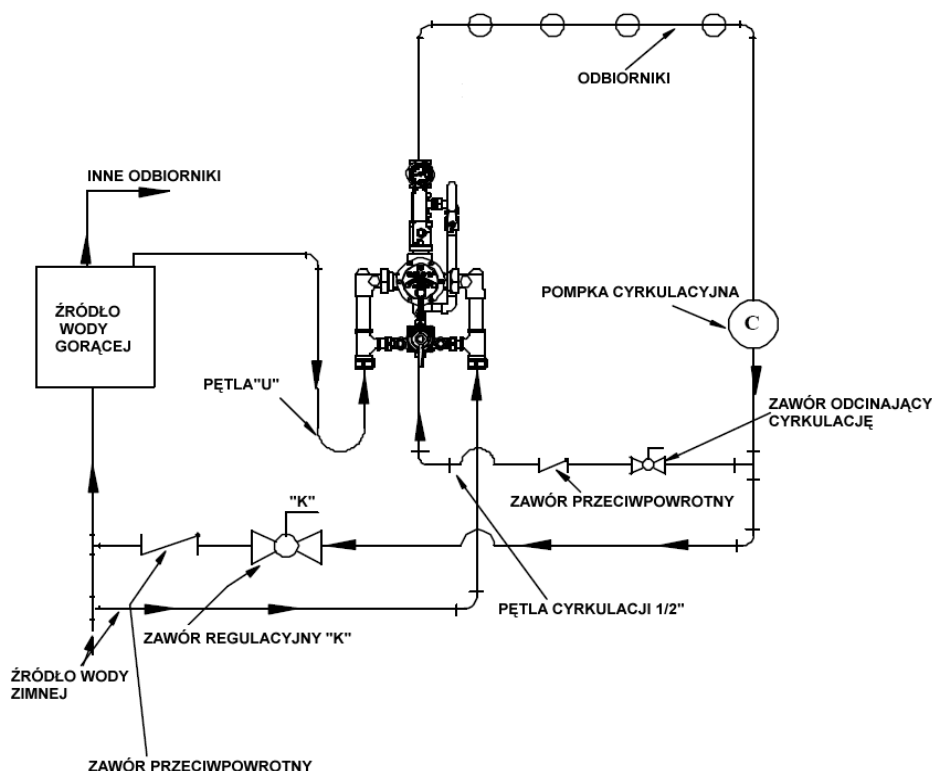 ODBIORNIKI
INNE ODBIORNIKI
ŹRÓDŁO
WODY
GORĄCEJ
POMPKA CYRKULACYJNA
C
PĘTLA"U"
ZAWÓR ODCINAJĄCY
CYRKULACJĘ
ZAWÓR PRZECIWPOWROTNY
"K"
PĘTLA CYRKULACJI 1/2"
ZAWÓR REGULACYJNY "K"
ŹRÓDŁO WODY
ZIMNEJ
ZAWÓR PRZECIWPOWROTNY